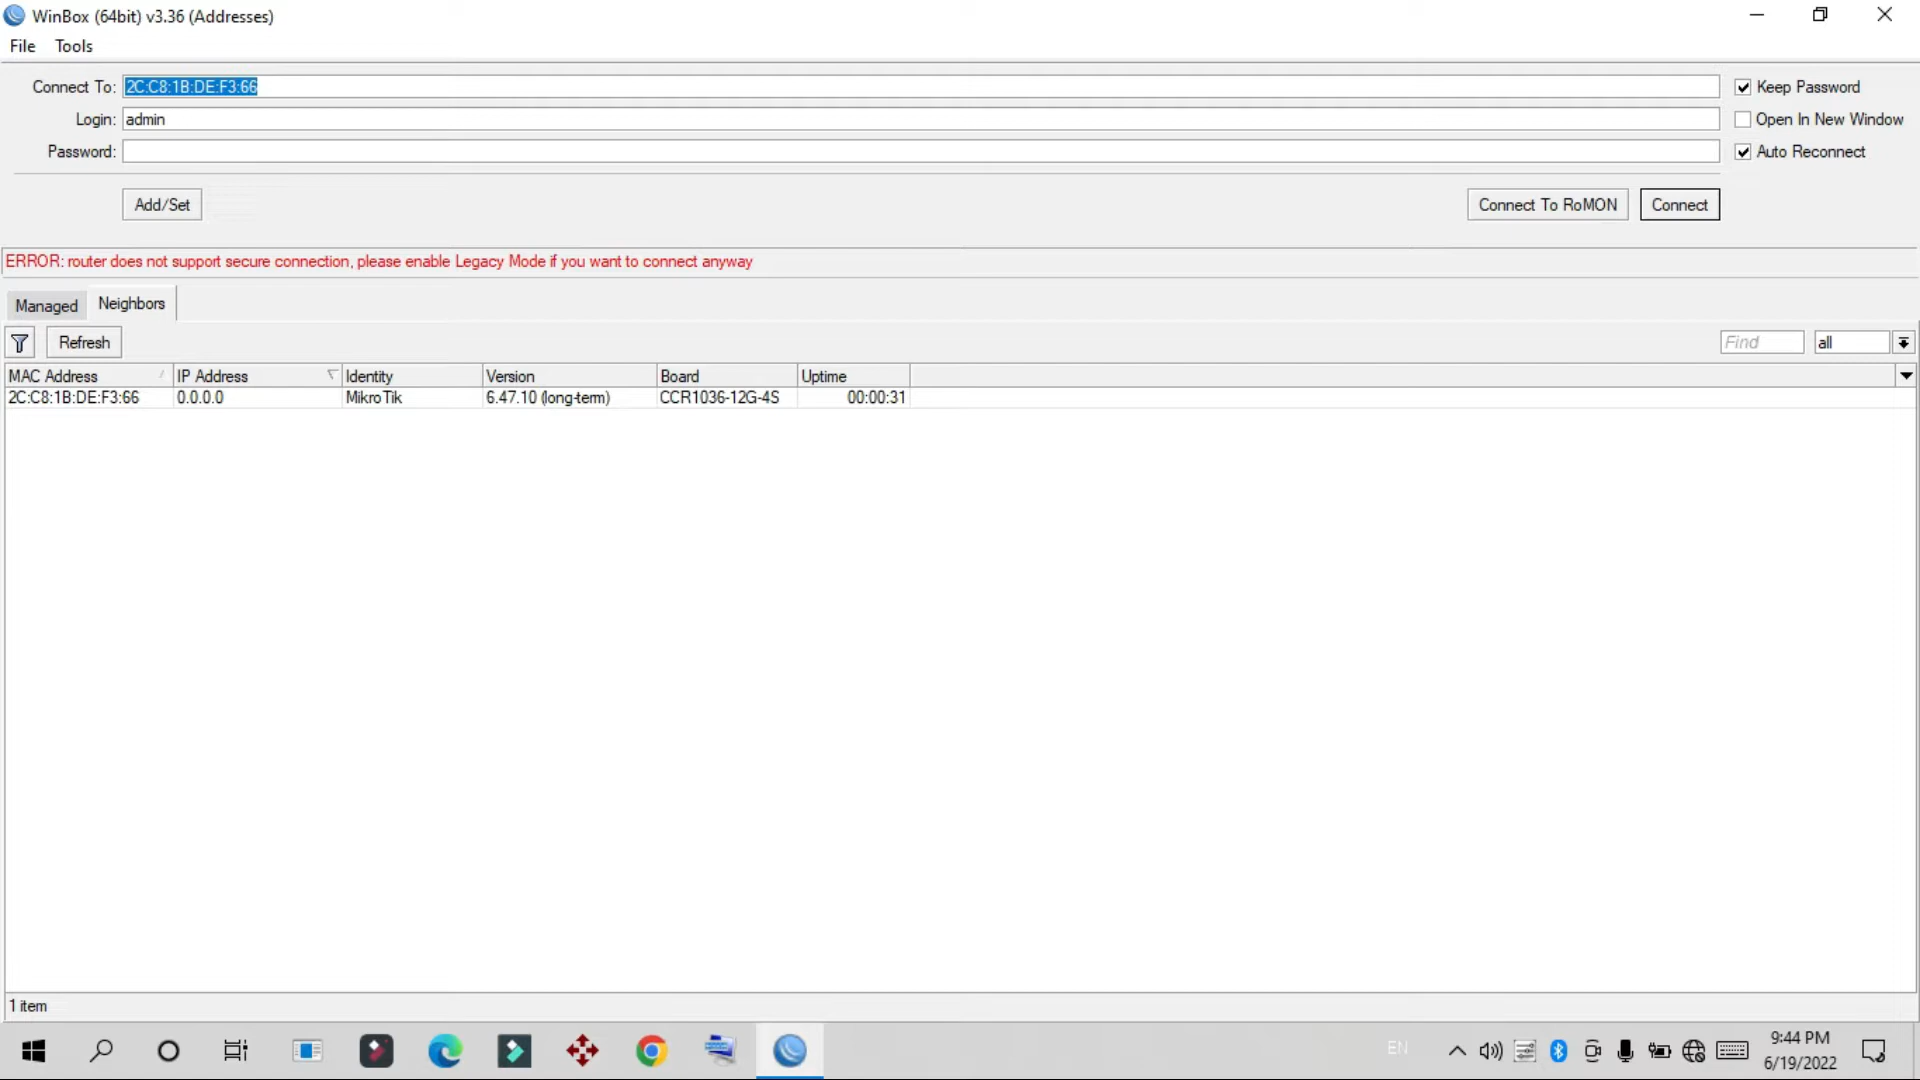 WinBox (64bit) v3.36 (Addresses)
File Tools
Connect To: 2C:C8:1B:DE:F3:66 Keep Password
Login: admin Open In New Window
Password: Auto Reconnect
Add/Set Connect To RoMON Connect
ERROR: router does not support secure connection, please enable Legacy Mode if you want to connect anyway
Managed Neighbors
Refresh Find all
MAC Address IP Address Identity Version Board Uptime
2C:C8:1B:DE:F3:66 0.0.0.0 MikroTik 6.47.10 (long-term) CCR1036-12G-4S 00:00:31
1 item
EN 9:44 PM
6/19/2022